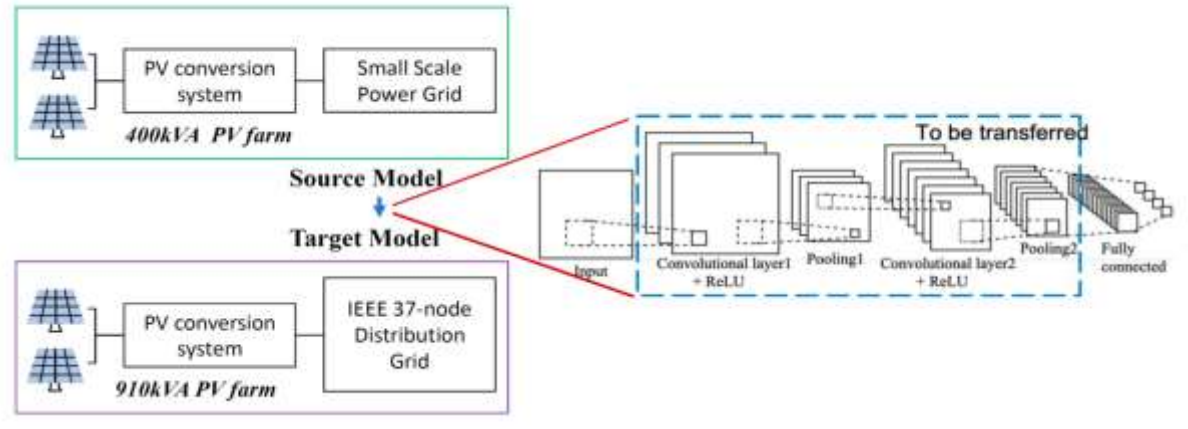 PV conversion
system
Small Scale
Power Grid
400kVA PV farm
Source Model
Target Model
PV conversion
system
IEEE 37-node
Distribution
Grid
910kVA PV farm
To be transferred
Input
Convolutional layer1
+ ReLU
Pooling1
Convolutional layer2
+ ReLU
Pooling2
Fully
connected